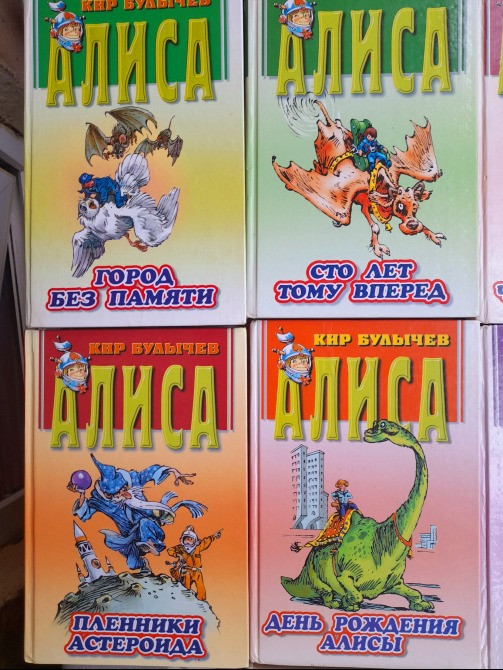 КИР БУЛЫЧЕВ
АЛИСА
ГОРОД
БЕЗ ПАМЯТИ
КИР БУЛЫЧЕВ
АЛИСА
СТО ЛЕТ
ТОМУ ВПЕРЕД
КИР БУЛЫЧЕВ
АЛИСА
ПЛЕННИКИ
АСТЕРОИДА
КИР БУЛЫЧЕВ
АЛИСА
ДЕНЬ РОЖДЕНИЯ
АЛИСЫ